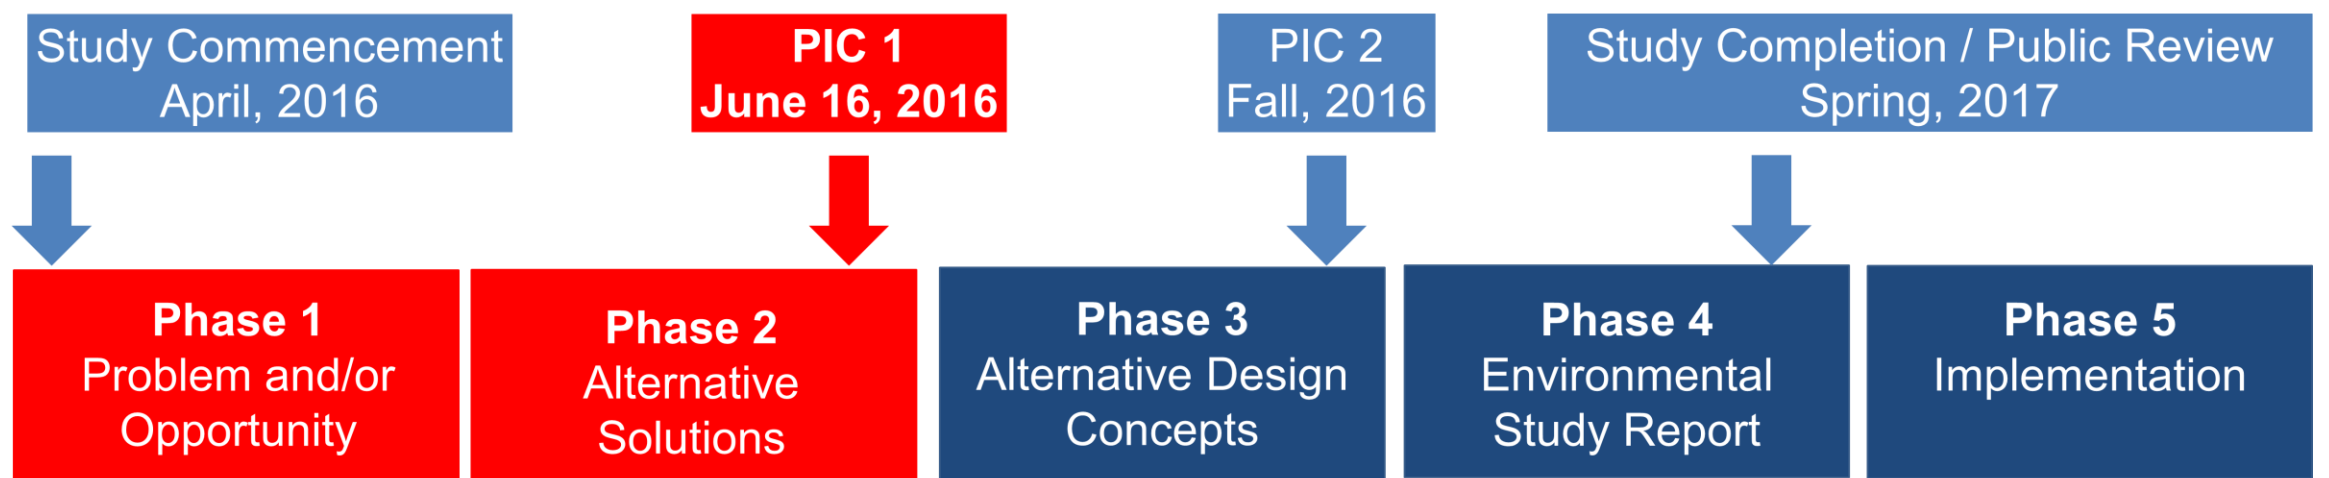 Study Commencement
April, 2016
PIC 1
June 16, 2016
PIC 2
Fall, 2016
Study Completion / Public Review
Spring, 2017
Phase 1
Problem and/or
Opportunity
Phase 2
Alternative
Solutions
Phase 3
Alternative Design
Concepts
Phase 4
Environmental
Study Report
Phase 5
Implementation